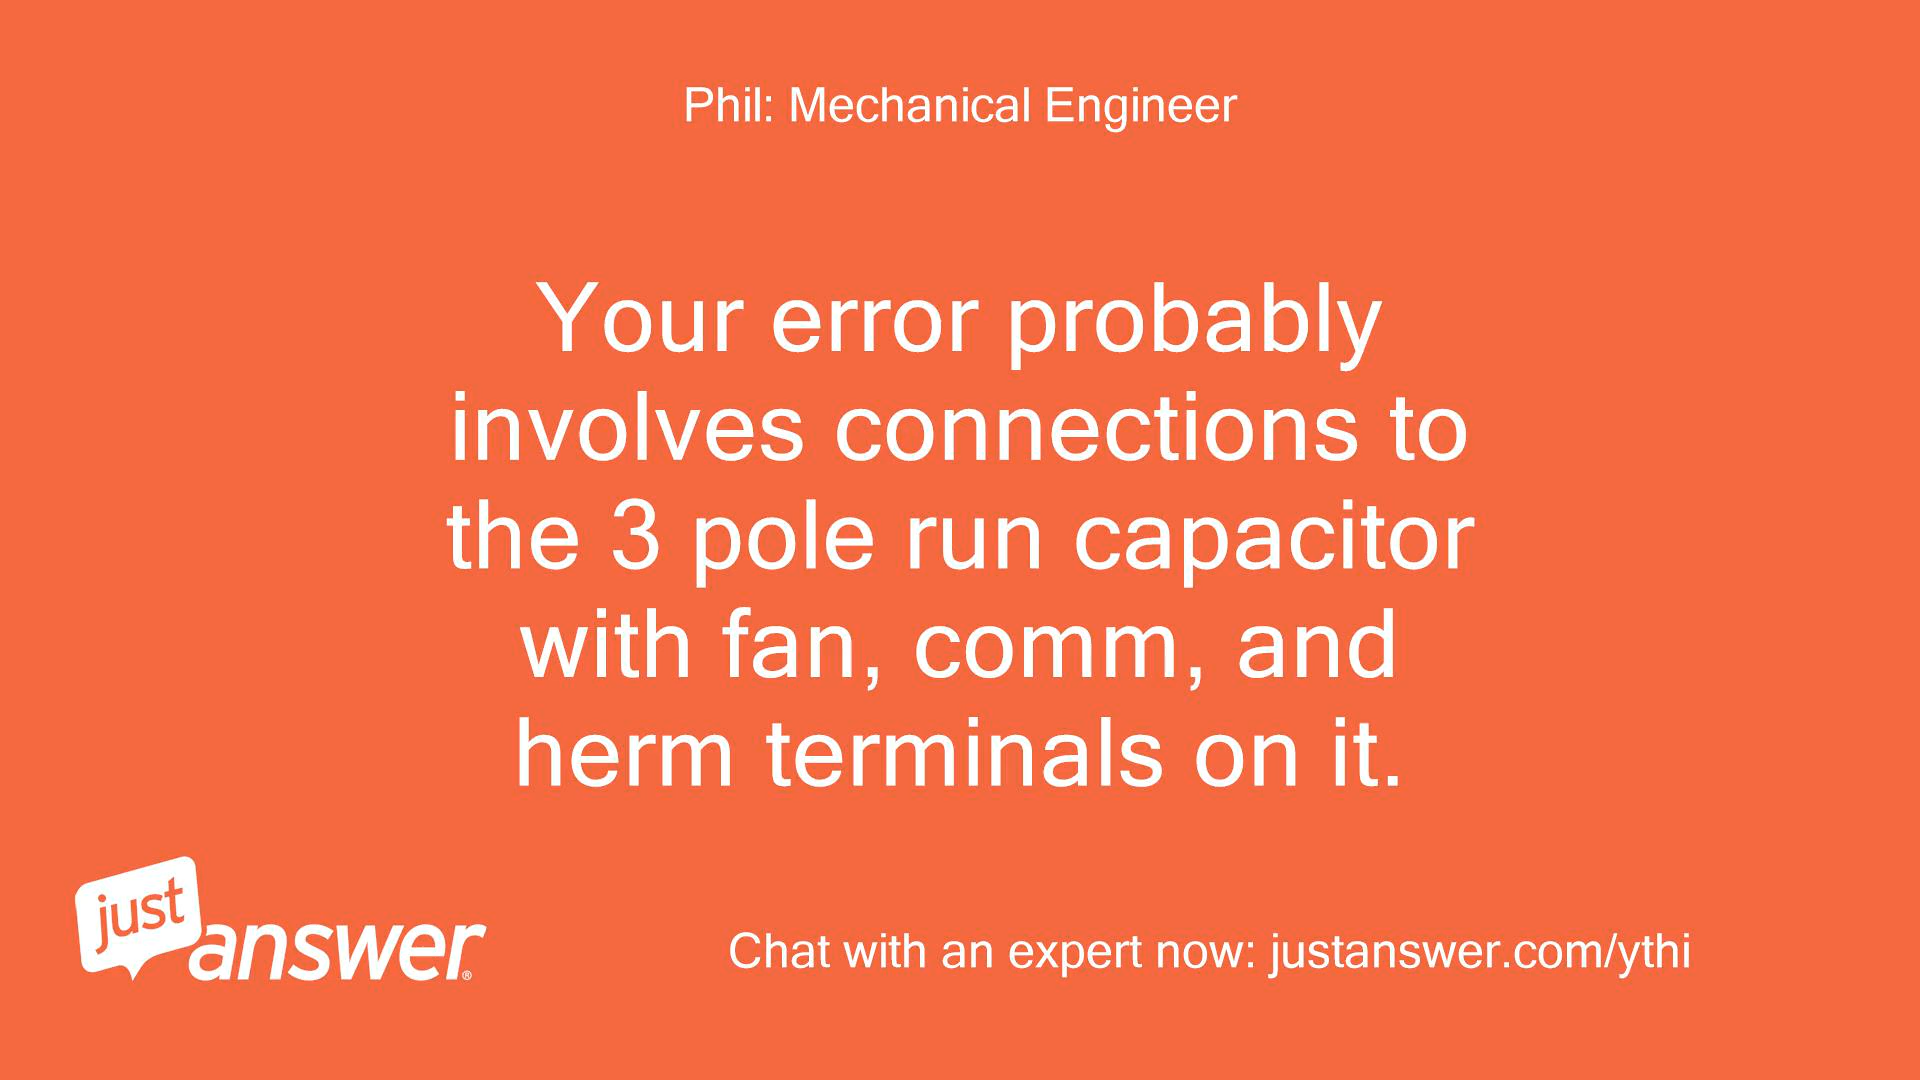 Phil: Mechanical Engineer
Your error probably
involves connections to
the 3 pole run capacitor
with fan, comm, and
herm terminals on it.
just
answer®
Chat with an expert now: justanswer.com/ythi